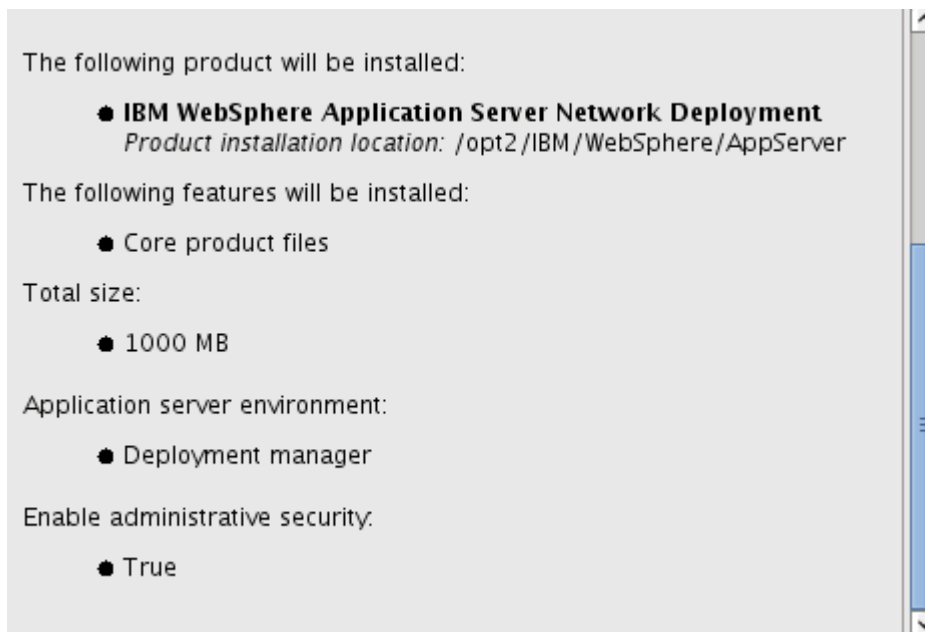 The following product will be installed:
IBM WebSphere Application Server Network Deployment
Product installation location: /opt2/IBM/WebSphere/AppServer
The following features will be installed:
Core product files
Total size:
1000 MB
Application server environment:
Deployment manager
Enable administrative security:
True